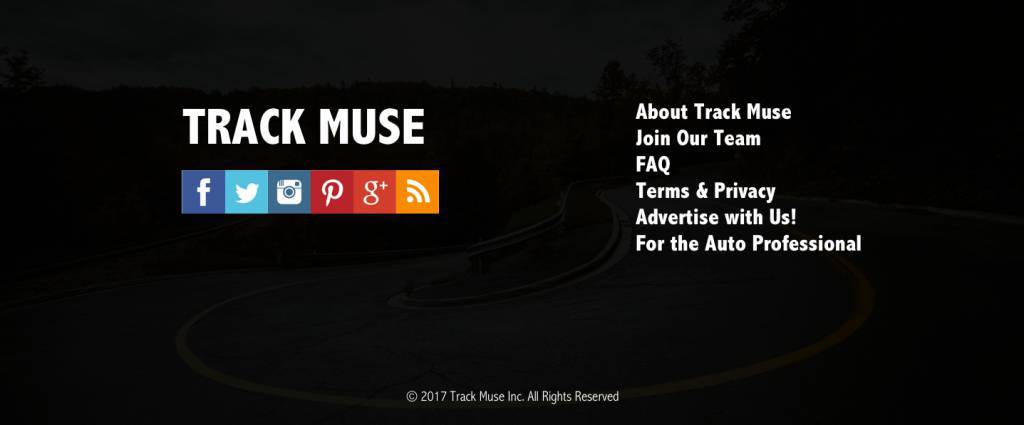 TRACK MUSE
About Track Muse
Join Our Team
FAQ
Terms & Privacy
Advertise with Us!
For the Auto Professional
© 2017 Track Muse Inc. All Rights Reserved